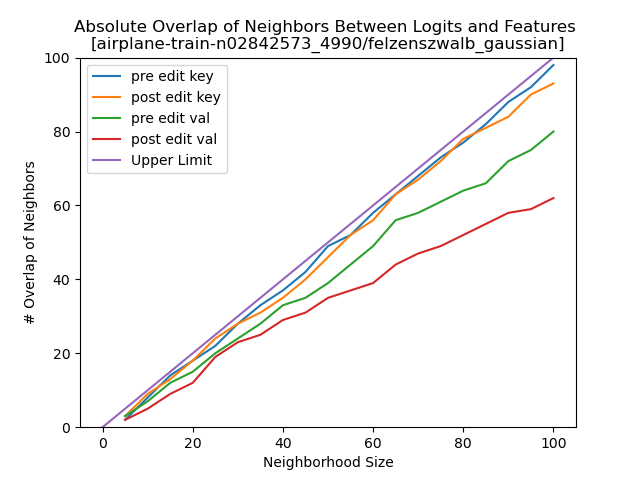 Absolute Overlap of Neighbors Between Logits and Features
[airplane-train-n02842573_4990/felzenszwalb_gaussian]
pre edit key
post edit key
pre edit val
post edit val
Upper Limit
# Overlap of Neighbors
100
80
60
40
20
0
0 20 40 60 80 100
Neighborhood Size